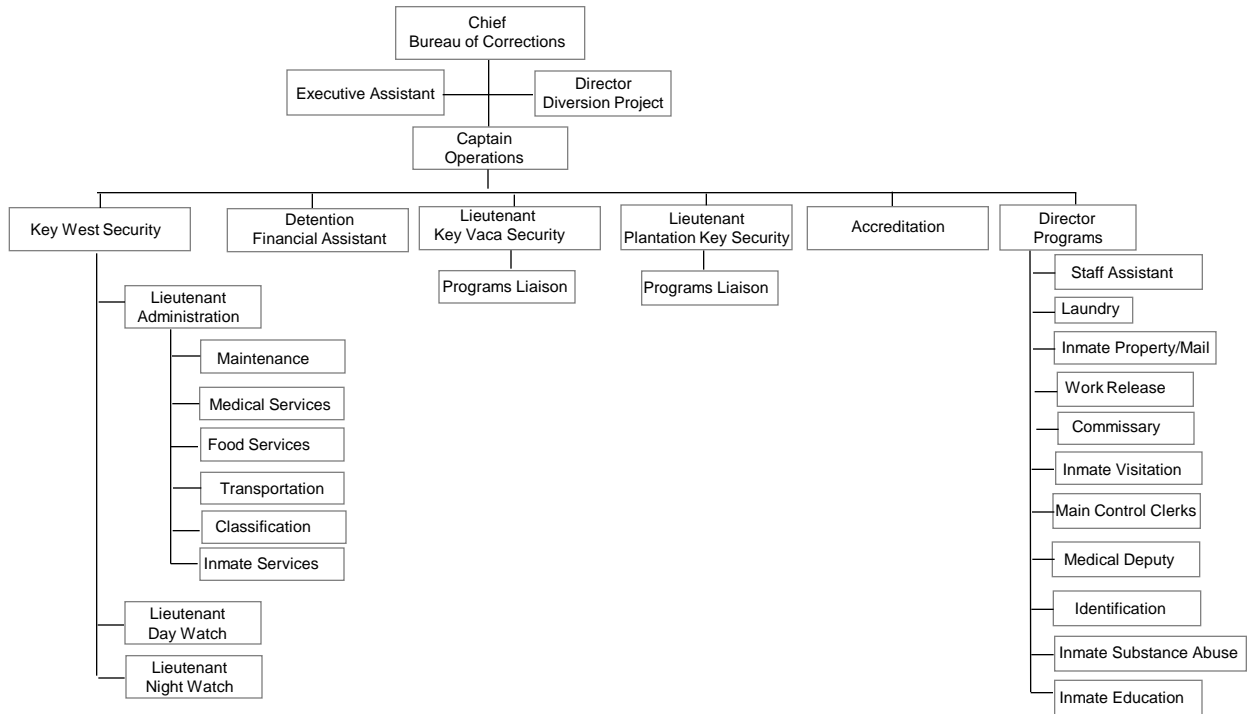 Chief
Bureau of Corrections
Executive Assistant
Director
Diversion Project
Captain
Operations
Key West Security
Detention
Financial Assistant
Lieutenant
Key Vaca Security
Lieutenant
Plantation Key Security
Accreditation
Director
Programs
Programs Liaison
Programs Liaison
Lieutenant
Administration
Maintenance
Medical Services
Food Services
Transportation
Classification
Inmate Services
Lieutenant
Day Watch
Lieutenant
Night Watch
Staff Assistant
Laundry
Inmate Property/Mail
Work Release
Commissary
Inmate Visitation
Main Control Clerks
Medical Deputy
Identification
Inmate Substance Abuse
Inmate Education